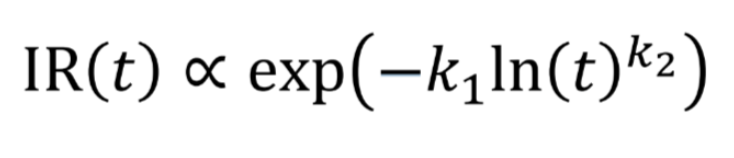 IR(t) ∝ exp(−k₁ln(t)ᵏ²)